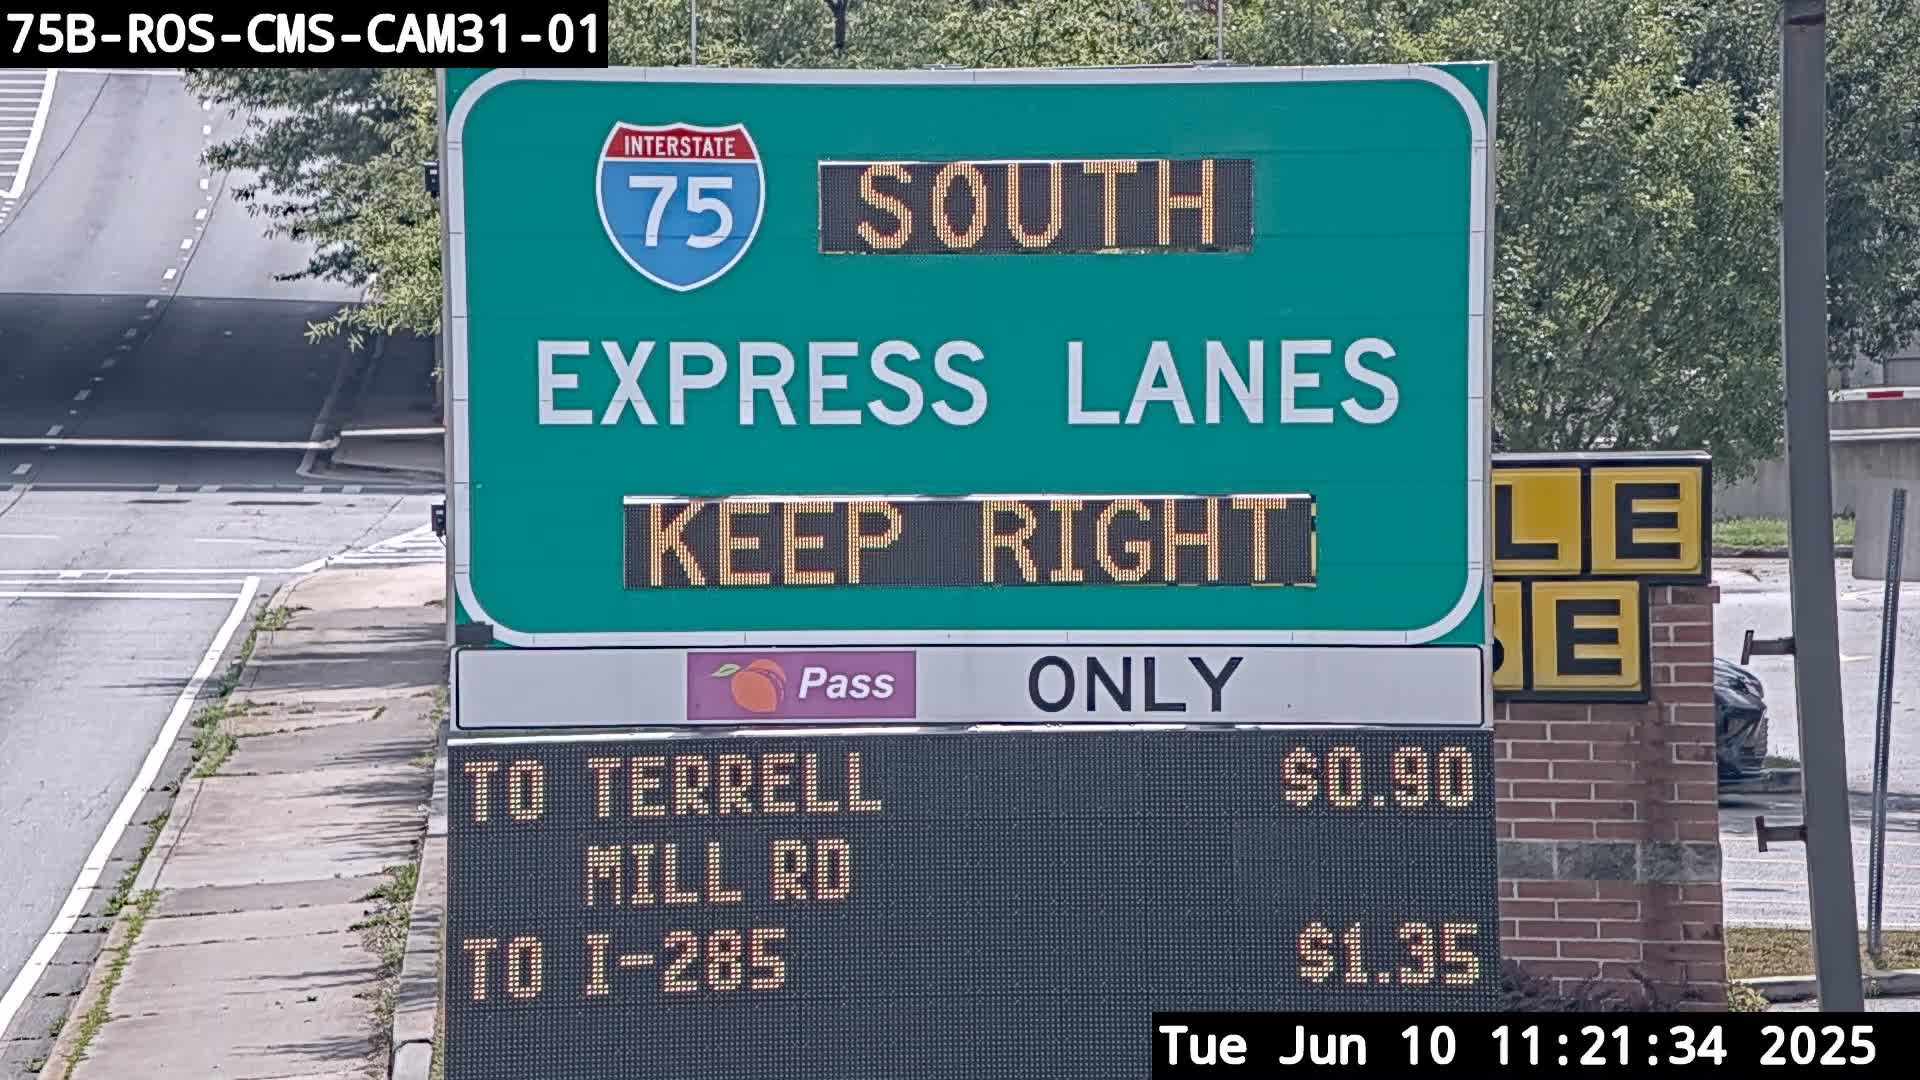 75B-ROS-CMS-CAM31-01
INTERSTATE
75
SOUTH
EXPRESS LANES
KEEP RIGHT
LE
E
Pass ONLY
TO TERRELL $0.90
MILL RD
TO I-285 $1.35
Tue Jun 10 11:21:34 2025